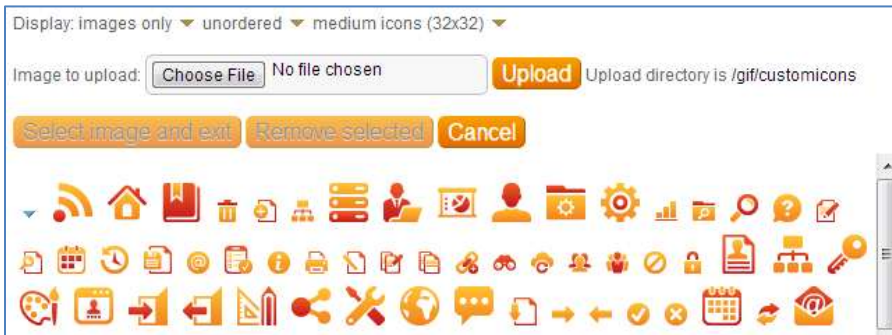 Display: images only unordered medium icons (32x32)
Image to upload: Choose File No file chosen Upload Upload directory is /gif/customicons
Select image and exit Remove selected Cancel